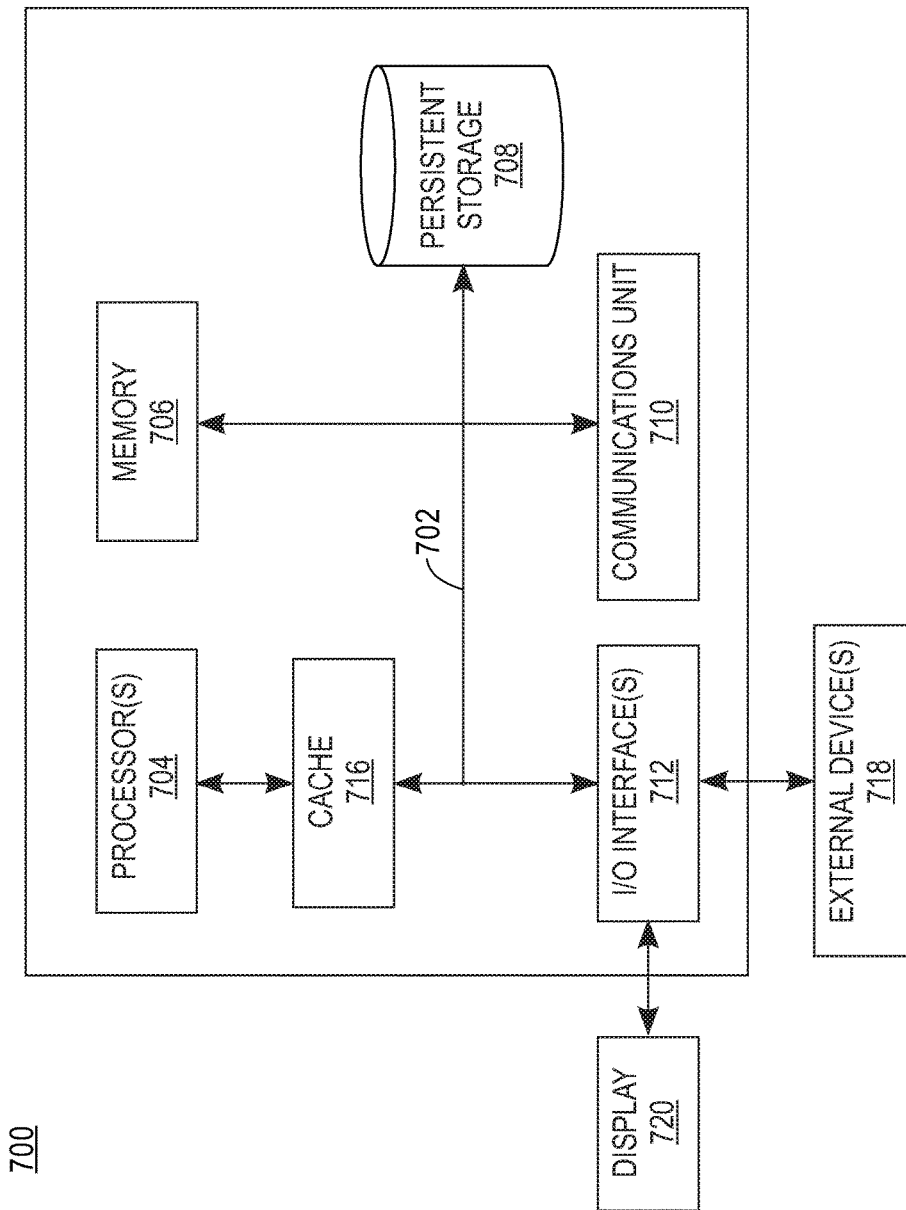 700
PROCESSOR(S)
704
MEMORY
706
CACHE
716
PERSISTENT
STORAGE
708
702
I/O INTERFACE(S)
712
COMMUNICATIONS UNIT
710
DISPLAY
720
EXTERNAL DEVICE(S)
718